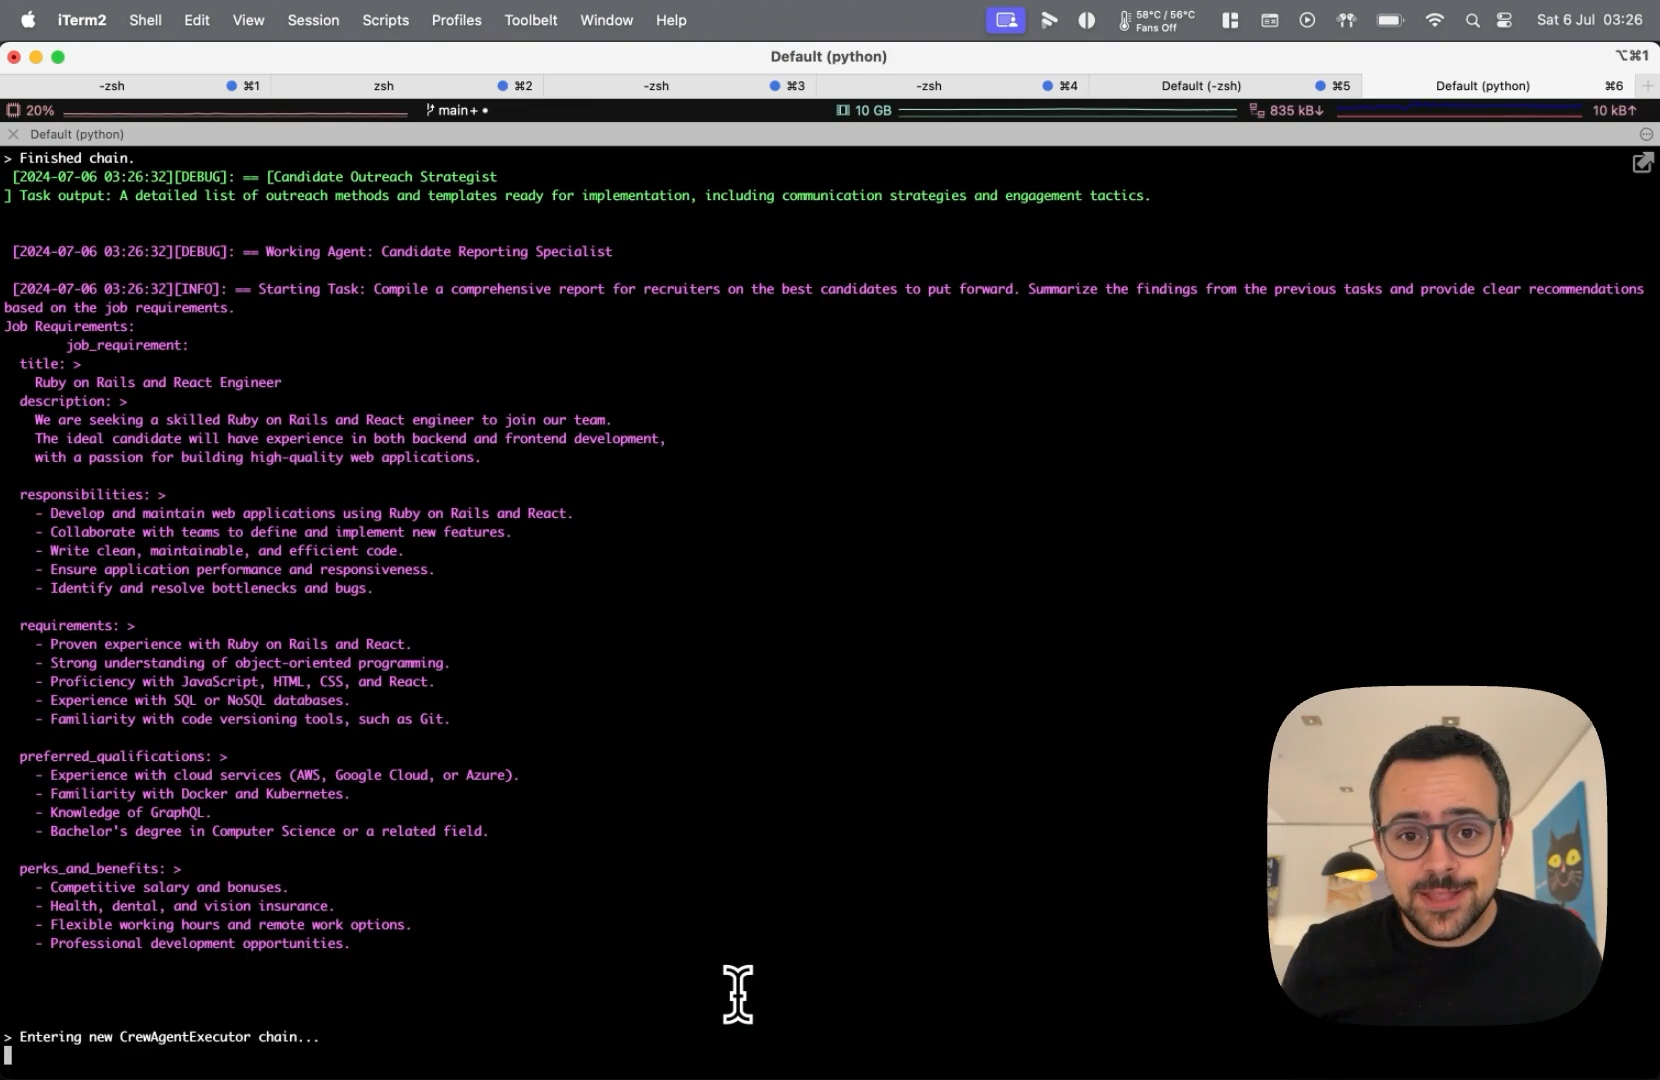 iTerm2 Shell Edit View Session Scripts Profiles Toolbelt Window Help 58°C / 56°C Fans Off Sat 6 Jul 03:26
Default (python) ⌥⌘1
-zsh ⌘1 zsh ⌘2 -zsh ⌘3 -zsh ⌘4 Default (-zsh) ⌘5 Default (python) ⌘6
20% main+• 10 GB 835 kB↓ 10 kB↑
Default (python)
> Finished chain.
[2024-07-06 03:26:32][DEBUG]: == [Candidate Outreach Strategist
] Task output: A detailed list of outreach methods and templates ready for implementation, including communication strategies and engagement tactics.
[2024-07-06 03:26:32][DEBUG]: == Working Agent: Candidate Reporting Specialist
[2024-07-06 03:26:32][INFO]: == Starting Task: Compile a comprehensive report for recruiters on the best candidates to put forward. Summarize the findings from the previous tasks and provide clear recommendations
based on the job requirements.
Job Requirements:
job_requirement:
title: >
Ruby on Rails and React Engineer
description: >
We are seeking a skilled Ruby on Rails and React engineer to join our team.
The ideal candidate will have experience in both backend and frontend development,
with a passion for building high-quality web applications.
responsibilities: >
- Develop and maintain web applications using Ruby on Rails and React.
- Collaborate with teams to define and implement new features.
- Write clean, maintainable, and efficient code.
- Ensure application performance and responsiveness.
- Identify and resolve bottlenecks and bugs.
requirements: >
- Proven experience with Ruby on Rails and React.
- Strong understanding of object-oriented programming.
- Proficiency with JavaScript, HTML, CSS, and React.
- Experience with SQL or NoSQL databases.
- Familiarity with code versioning tools, such as Git.
preferred_qualifications: >
- Experience with cloud services (AWS, Google Cloud, or Azure).
- Familiarity with Docker and Kubernetes.
- Knowledge of GraphQL.
- Bachelor's degree in Computer Science or a related field.
perks_and_benefits: >
- Competitive salary and bonuses.
- Health, dental, and vision insurance.
- Flexible working hours and remote work options.
- Professional development opportunities.
> Entering new CrewAgentExecutor chain...